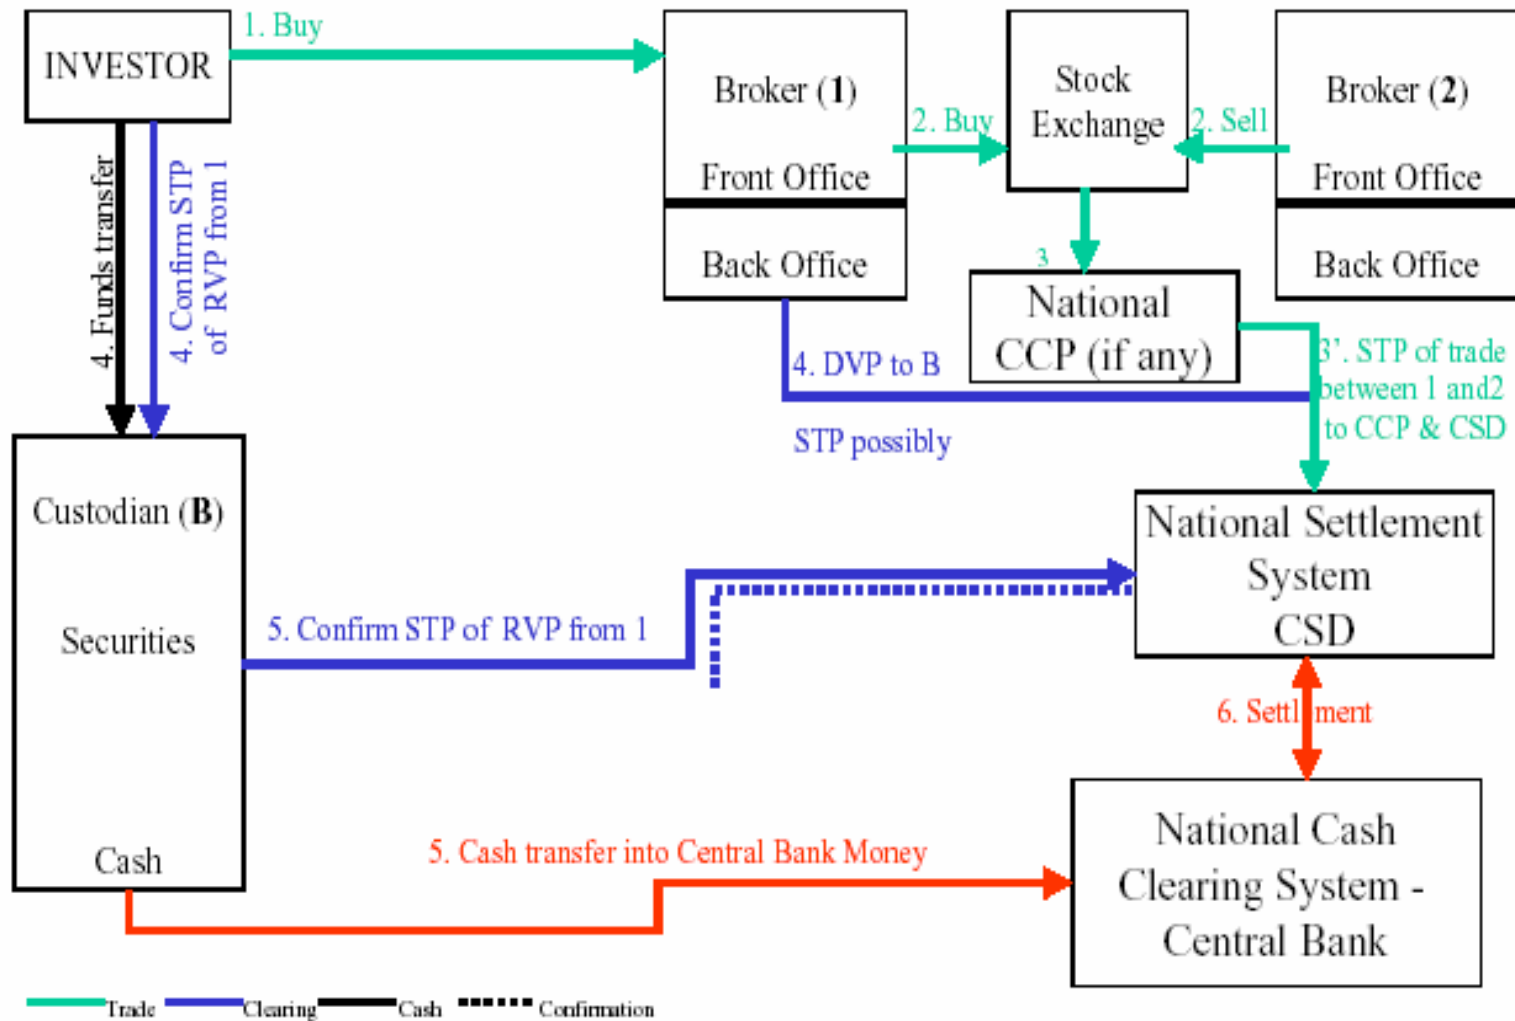 1. Buy
INVESTOR
Broker (1)
Front Office
Back Office
2. Buy
Stock
Exchange
2. Sell
Broker (2)
Front Office
Back Office
3
National
CCP (if any)
4. Funds transfer
4. Confirm STP
of RVP from 1
4. DVP to B
STP possibly
3’. STP of trade
between 1 and2
to CCP & CSD
Custodian (B)
Securities
Cash
5. Confirm STP of RVP from 1
National Settlement
System
CSD
6. Settlement
5. Cash transfer into Central Bank Money
National Cash
Clearing System -
Central Bank
Trade
Clearing
Cash
Confirmation